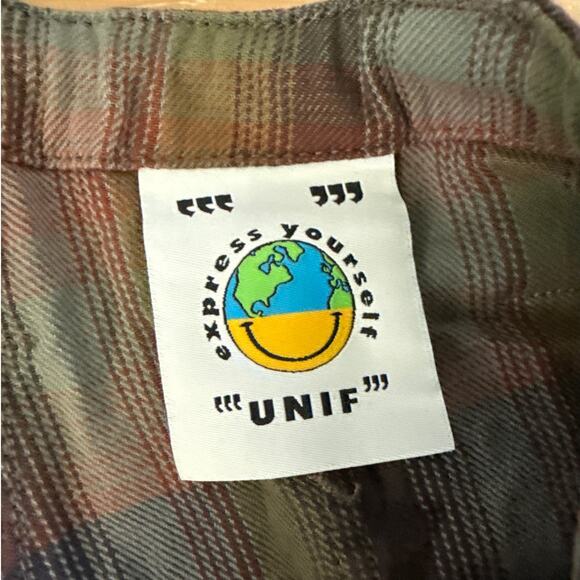 ““‘ ”’’
express yourself
““‘UNIF”’’